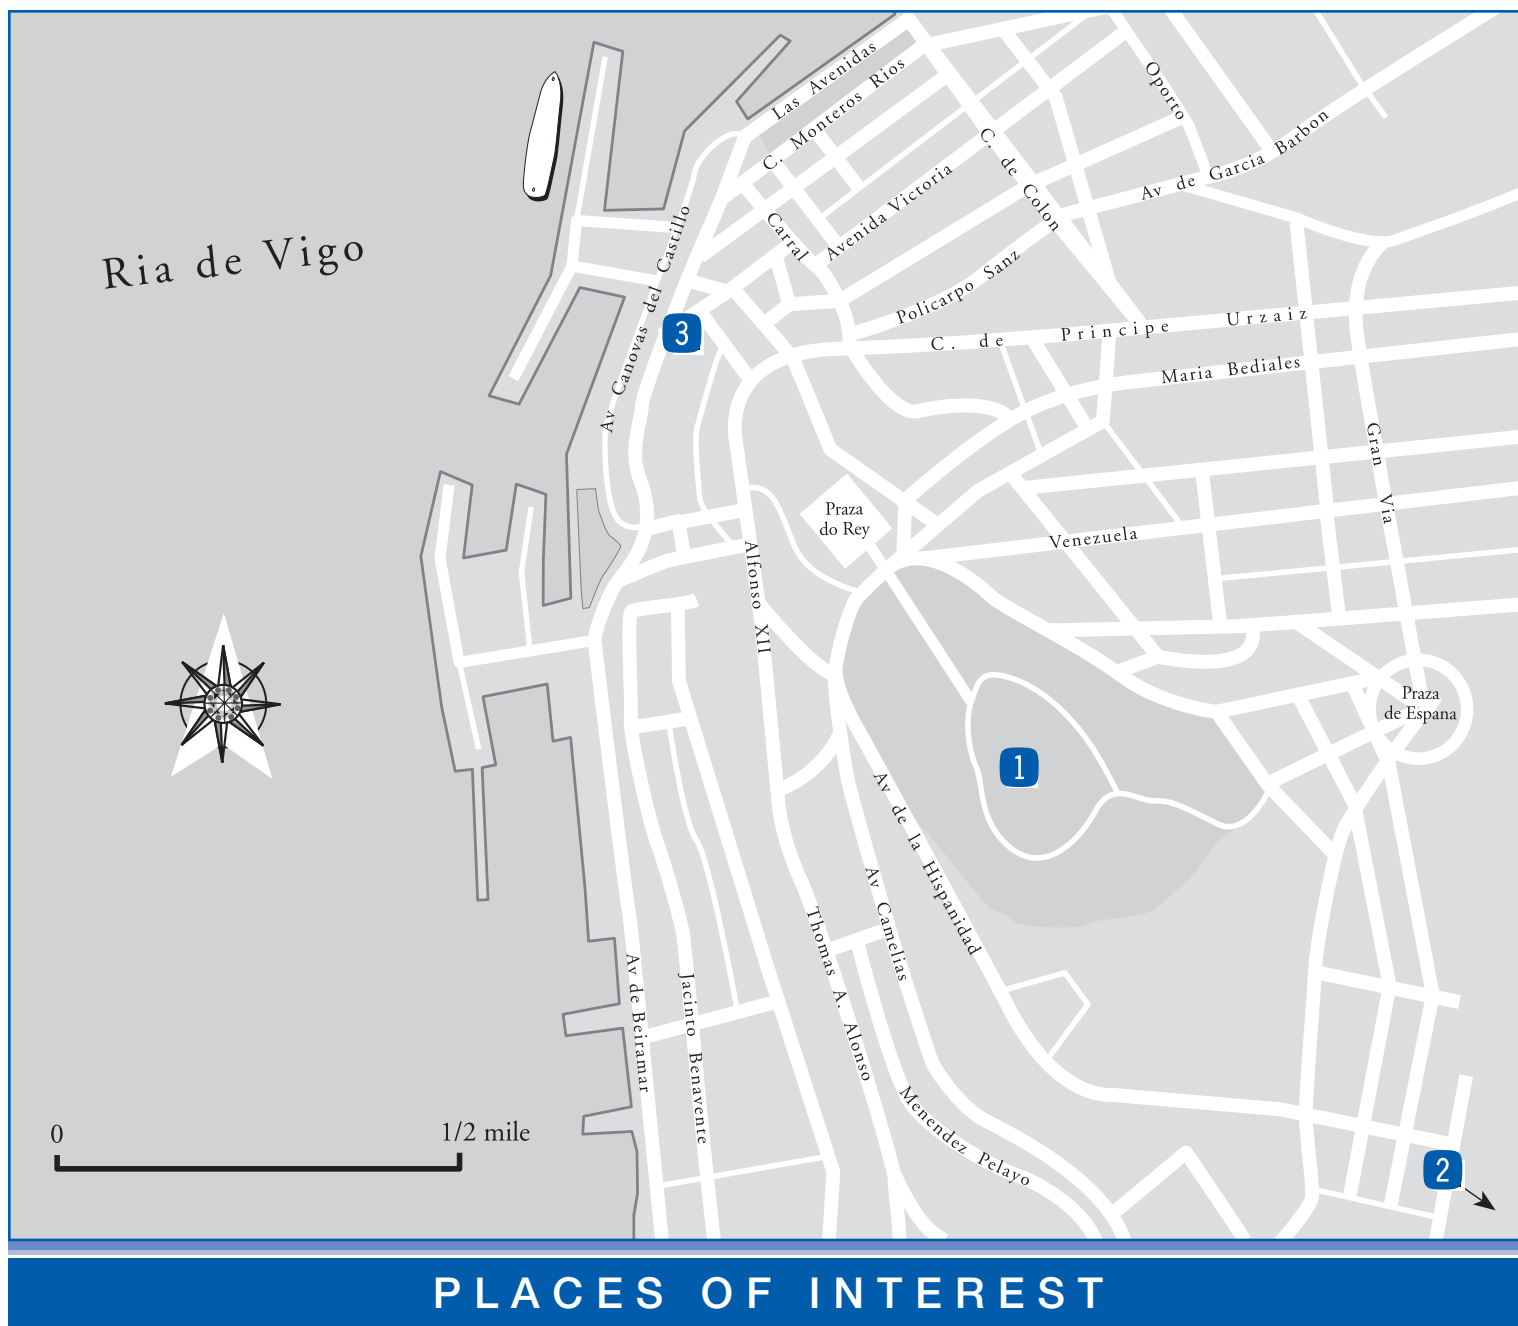 Las Avenidas
C. Monteros Rios
Oporto
Av de Garcia Barbon
C. de Colon
Avenida Victoria
Carral
Ria de Vigo
Av Canovas del Castillo
Policarpo Sanz
3
C. de Principe Urzaiz
Maria Bediales
Gran Via
Praza
do Rey
Venezuela
Alfonso XII
Praza
de Espana
1
Av de la Hispanidad
Av Camelias
Thomas A. Alonso
Av de Beiramar
Jacinto Benavente
Menendez Pelayo
0 1/2 mile
2
PLACES OF INTEREST